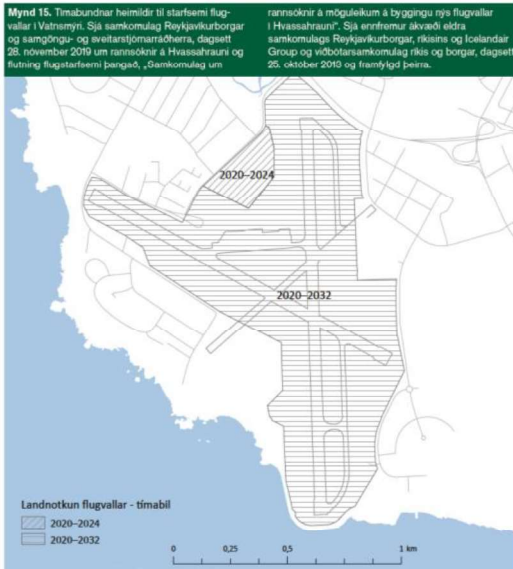 Mynd 15. Tímabundnar heimildir til starfsemi flug-
vallar í Vatnsmýri. Sjá samkomulag Reykjavíkurborgar
og samgöngu- og sveitarstjórnarráðherra, dagsett
28. nóvember 2019 um rannsóknir á Hvassahrauni og
flutning flugstarfsemi þangað, „Samkomulag um
rannsóknir á möguleikum á byggingu nýs flugvallar
í Hvassahrauni“. Sjá ennfremur ákvæði eldra
samkomulags Reykjavíkurborgar, ríkisins og Icelandair
Group og viðbótarsamkomulag ríkis og borgar, dagsett
25. október 2013 og framfylgd þeirra.
2020–2024
2020–2032
Landnotkun flugvallar - tímabil
2020–2024
2020–2032
0 0,25 0,5 1 km